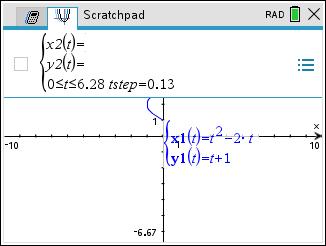 Scratchpad RAD
x2(t)=
y2(t)=
0≤t≤6.28 tstep=0.13
1
x
-10 1 10
x1(t)=t²-2·t
y1(t)=t+1
-6.67